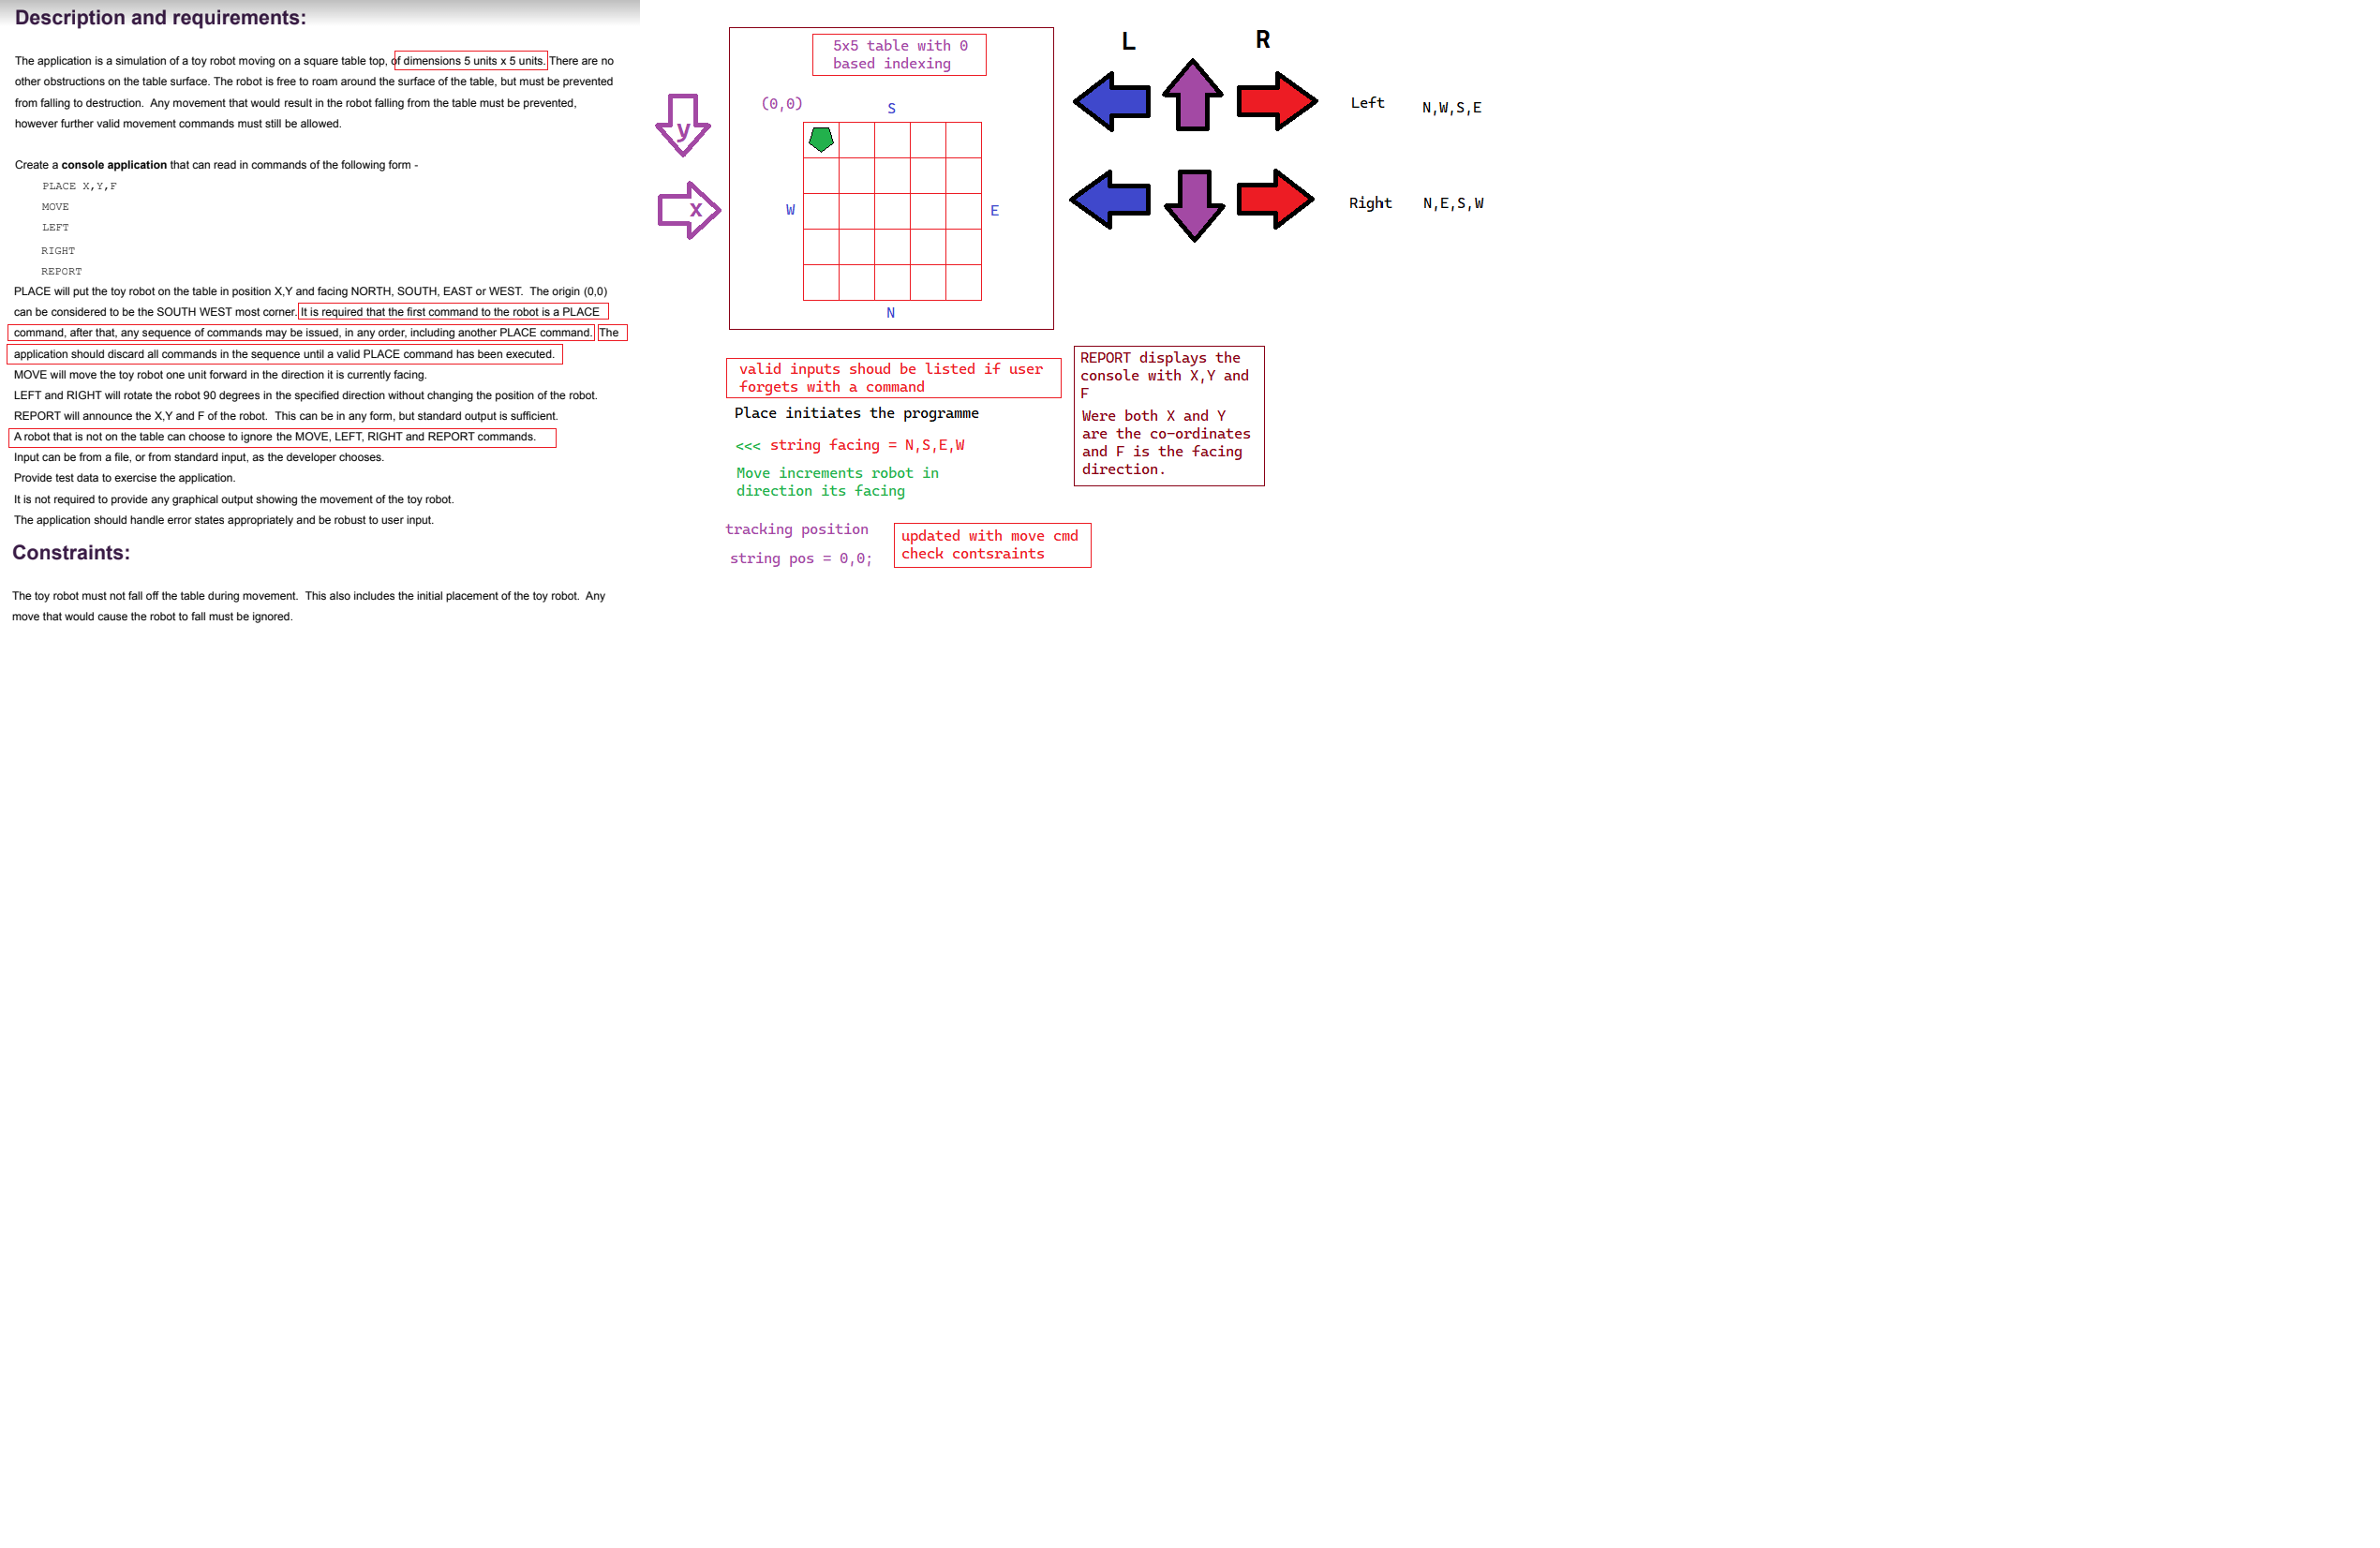 Description and requirements:
The application is a simulation of a toy robot moving on a square table top, of dimensions 5 units x 5 units. There are no
other obstructions on the table surface. The robot is free to roam around the surface of the table, but must be prevented
from falling to destruction.  Any movement that would result in the robot falling from the table must be prevented,
however further valid movement commands must still be allowed.
Create a console application that can read in commands of the following form -
PLACE X,Y,F
MOVE
LEFT
RIGHT
REPORT
PLACE will put the toy robot on the table in position X,Y and facing NORTH, SOUTH, EAST or WEST.  The origin (0,0)
can be considered to be the SOUTH WEST most corner. It is required that the first command to the robot is a PLACE
command, after that, any sequence of commands may be issued, in any order, including another PLACE command.  The
application should discard all commands in the sequence until a valid PLACE command has been executed.
MOVE will move the toy robot one unit forward in the direction it is currently facing.
LEFT and RIGHT will rotate the robot 90 degrees in the specified direction without changing the position of the robot.
REPORT will announce the X,Y and F of the robot.  This can be in any form, but standard output is sufficient.
A robot that is not on the table can choose to ignore the MOVE, LEFT, RIGHT and REPORT commands.
Input can be from a file, or from standard input, as the developer chooses.
Provide test data to exercise the application.
It is not required to provide any graphical output showing the movement of the toy robot.
The application should handle error states appropriately and be robust to user input.
Constraints:
The toy robot must not fall off the table during movement.  This also includes the initial placement of the toy robot.  Any
move that would cause the robot to fall must be ignored.
5x5 table with 0
based indexing
(0,0)
S
y
x
W
E
N
L
R
Left
N,W,S,E
Right
N,E,S,W
valid inputs shoud be listed if user
forgets with a command
Place initiates the programme
<<< string facing = N,S,E,W
Move increments robot in
direction its facing
REPORT displays the
console with X,Y and
F
Were both X and Y
are the co-ordinates
and F is the facing
direction.
tracking position
string pos = 0,0;
updated with move cmd
check contsraints